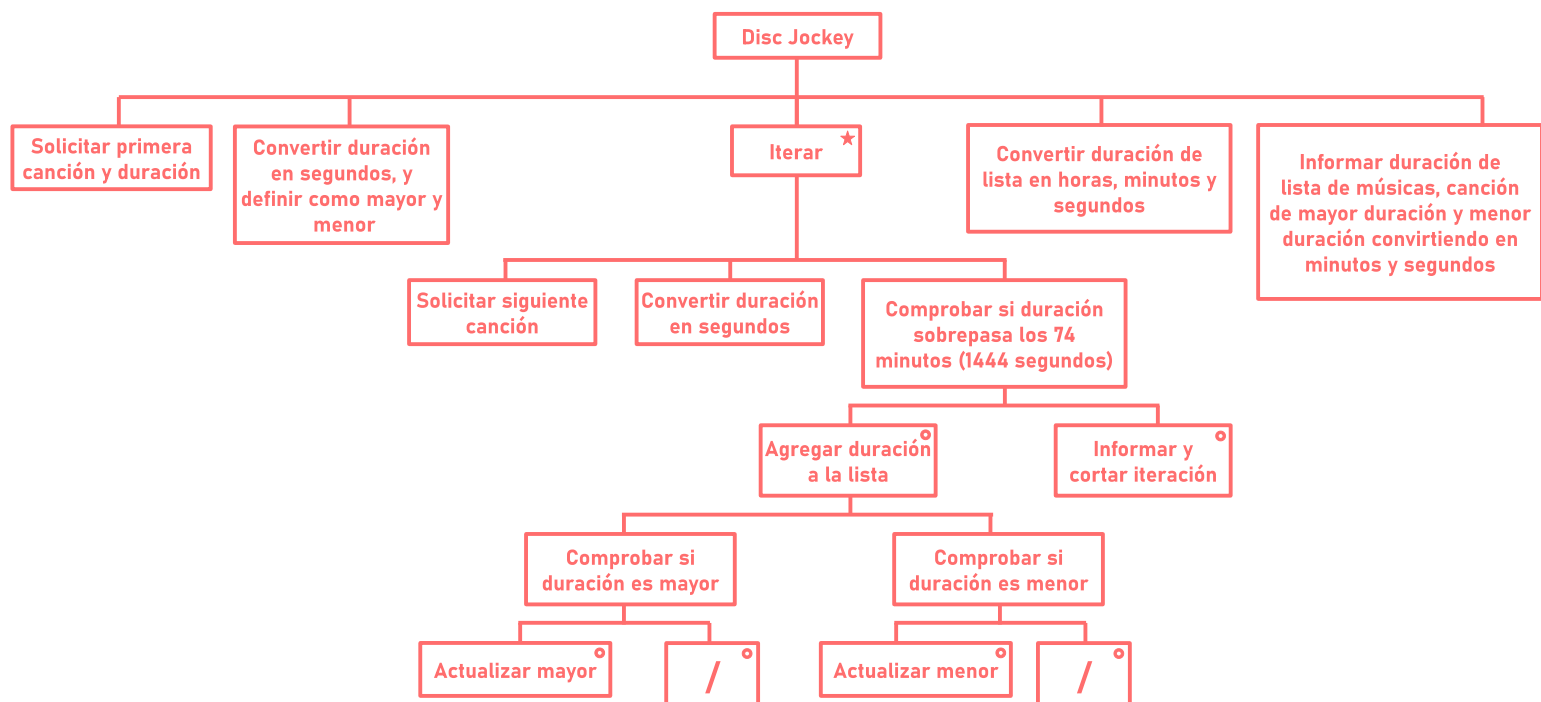 Disc Jockey
Solicitar primera
canción y duración
Convertir duración
en segundos, y
definir como mayor y
menor
Iterar
Convertir duración de
lista en horas, minutos y
segundos
Informar duración de
lista de músicas, canción
de mayor duración y menor
duración convirtiendo en
minutos y segundos
Solicitar siguiente
canción
Convertir duración
en segundos
Comprobar si duración
sobrepasa los 74
minutos (1444 segundos)
Agregar duración
a la lista
Informar y
cortar iteración
Comprobar si
duración es mayor
Comprobar si
duración es menor
Actualizar mayor
/
Actualizar menor
/